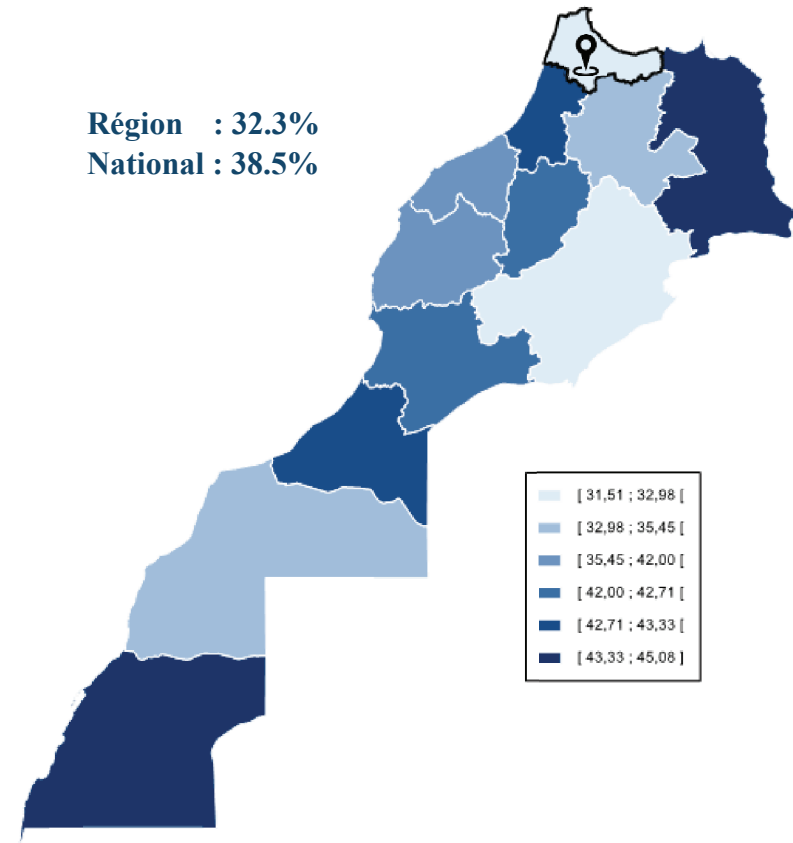 Région : 32.3%
National : 38.5%
[ 31,51 ; 32,98 [
[ 32,98 ; 35,45 [
[ 35,45 ; 42,00 [
[ 42,00 ; 42,71 [
[ 42,71 ; 43,33 [
[ 43,33 ; 45,08 ]